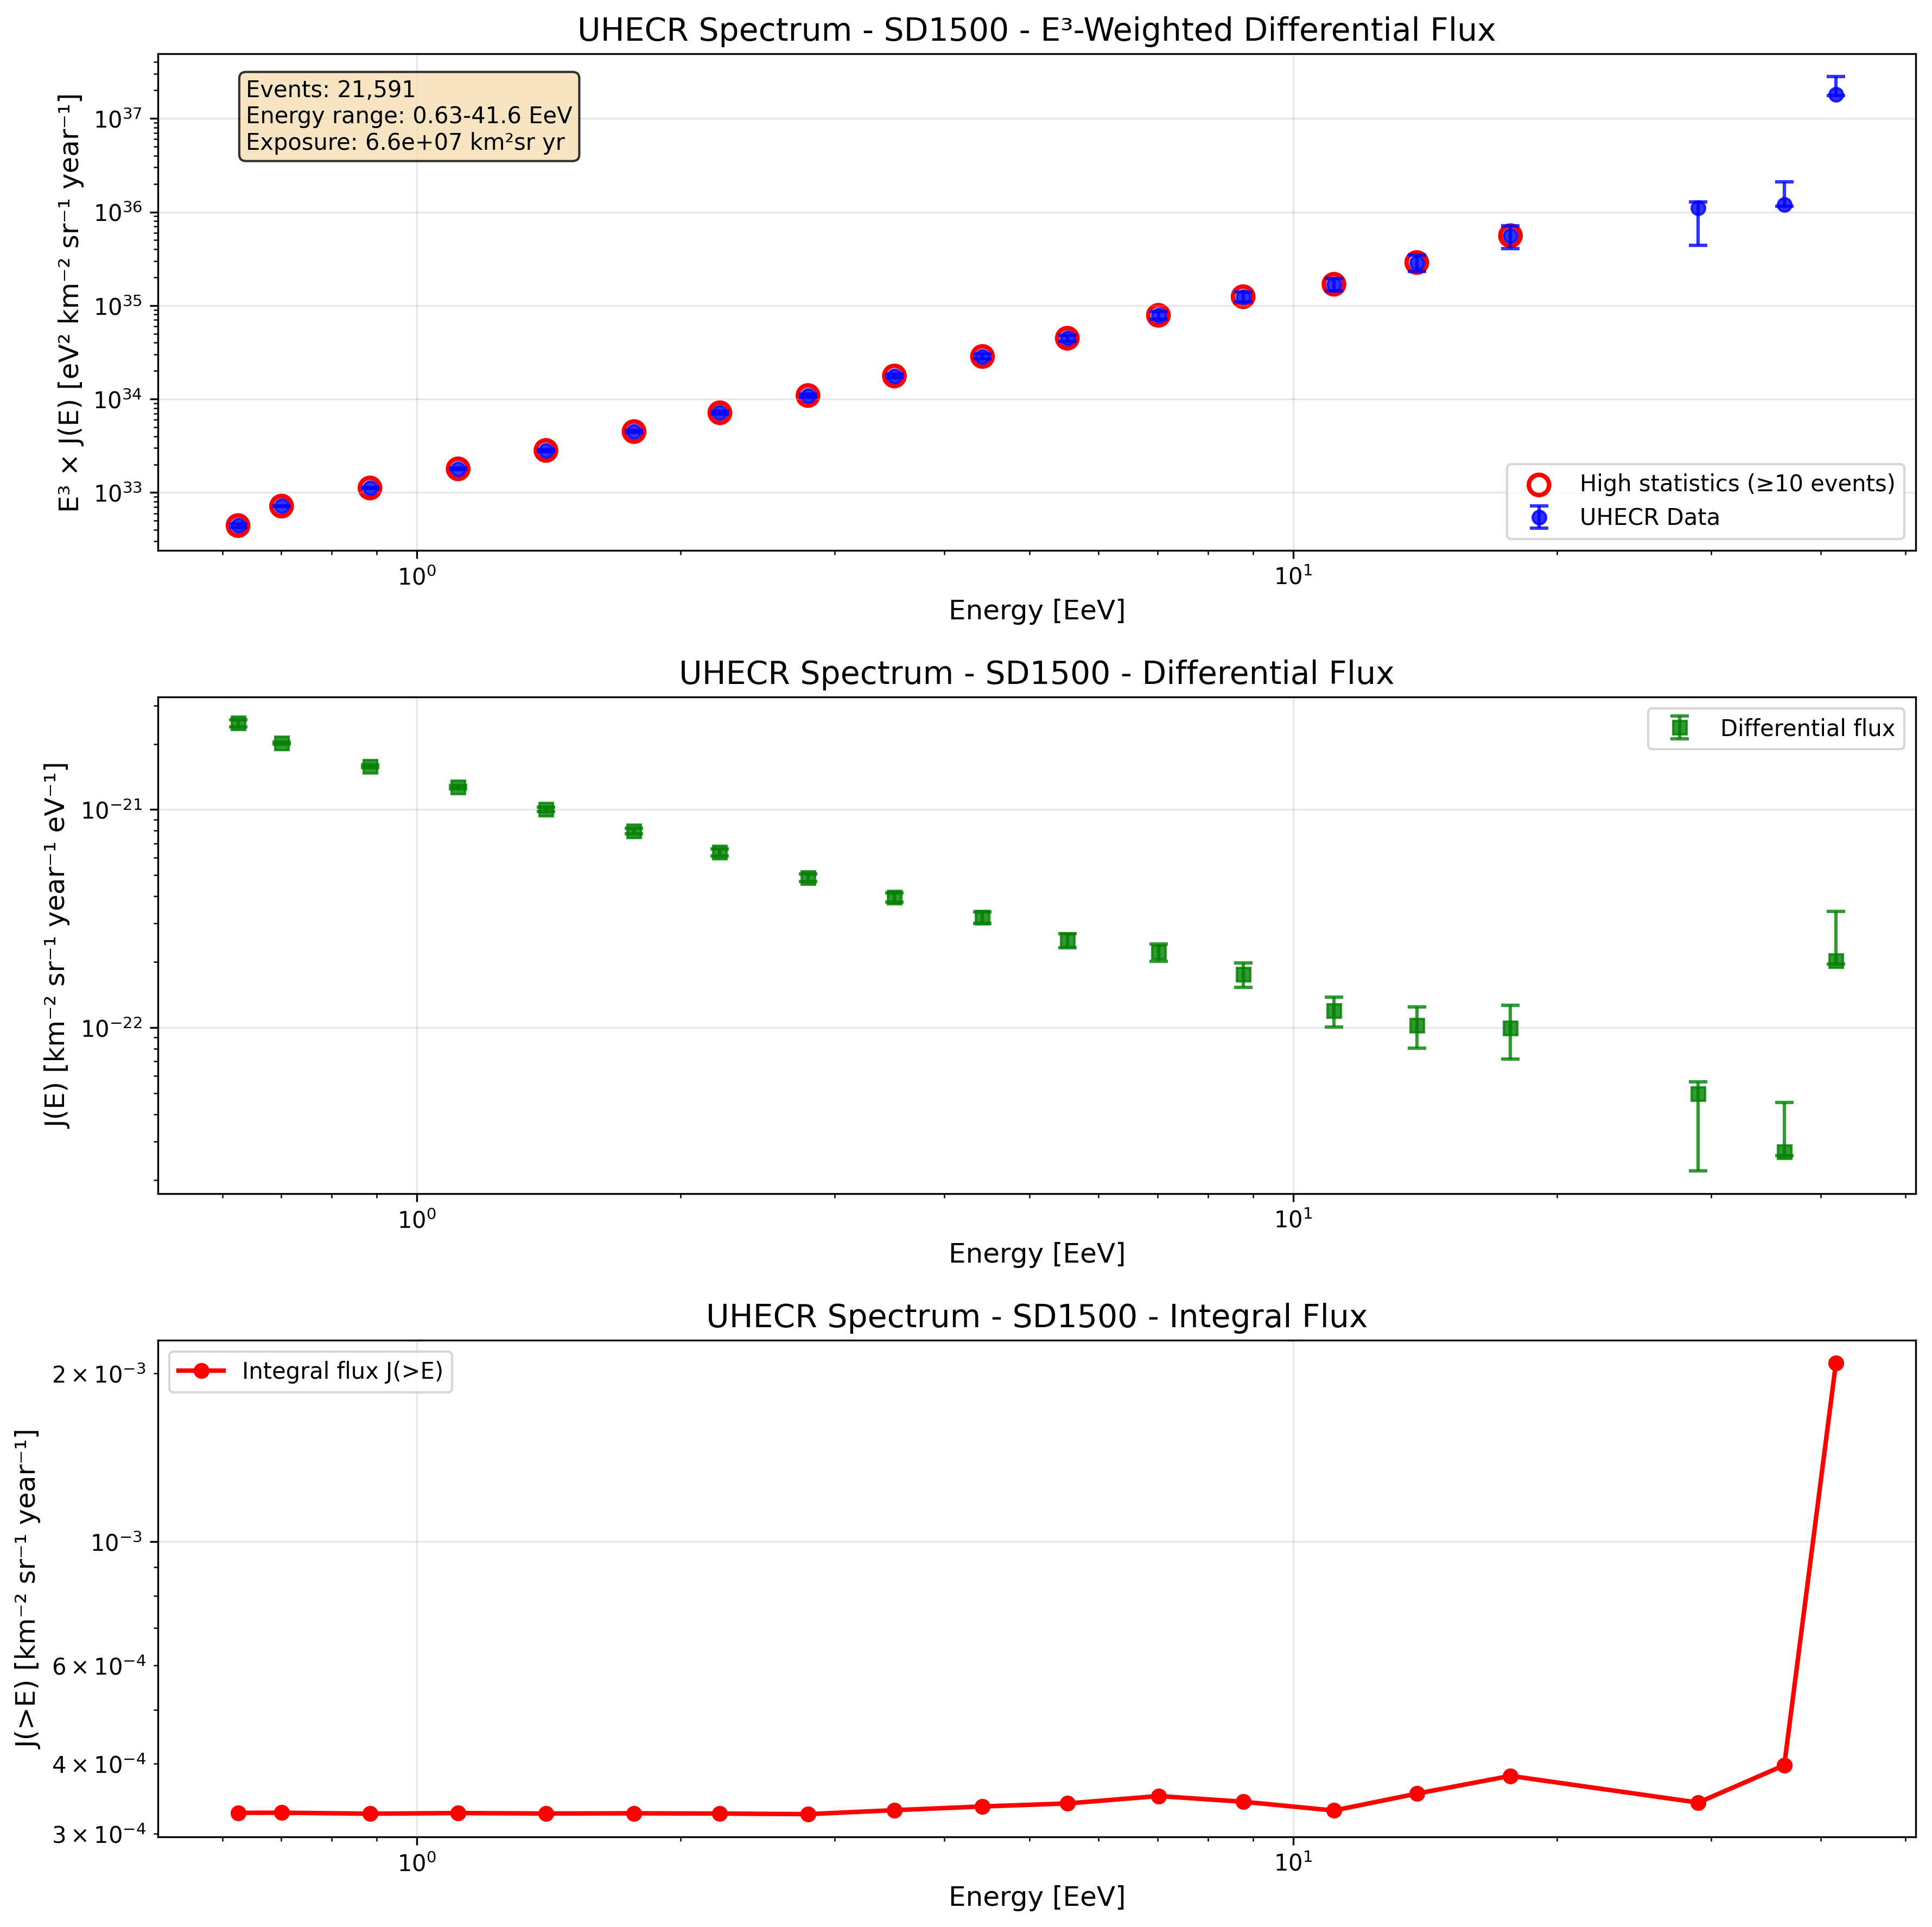 UHECR Spectrum - SD1500 - E³-Weighted Differential Flux
Events: 21,591
Energy range: 0.63-41.6 EeV
Exposure: 6.6e+07 km²sr yr
E³ × J(E) [eV² km⁻² sr⁻¹ year⁻¹]
10³⁷
10³⁶
10³⁵
10³⁴
10³³
High statistics (≥10 events)
UHECR Data
10⁰
10¹
Energy [EeV]
UHECR Spectrum - SD1500 - Differential Flux
Differential flux
J(E) [km⁻² sr⁻¹ year⁻¹ eV⁻¹]
10⁻²¹
10⁻²²
10⁰
10¹
Energy [EeV]
UHECR Spectrum - SD1500 - Integral Flux
Integral flux J(>E)
J(>E) [km⁻² sr⁻¹ year⁻¹]
2 × 10⁻³
10⁻³
6 × 10⁻⁴
4 × 10⁻⁴
3 × 10⁻⁴
10⁰
10¹
Energy [EeV]